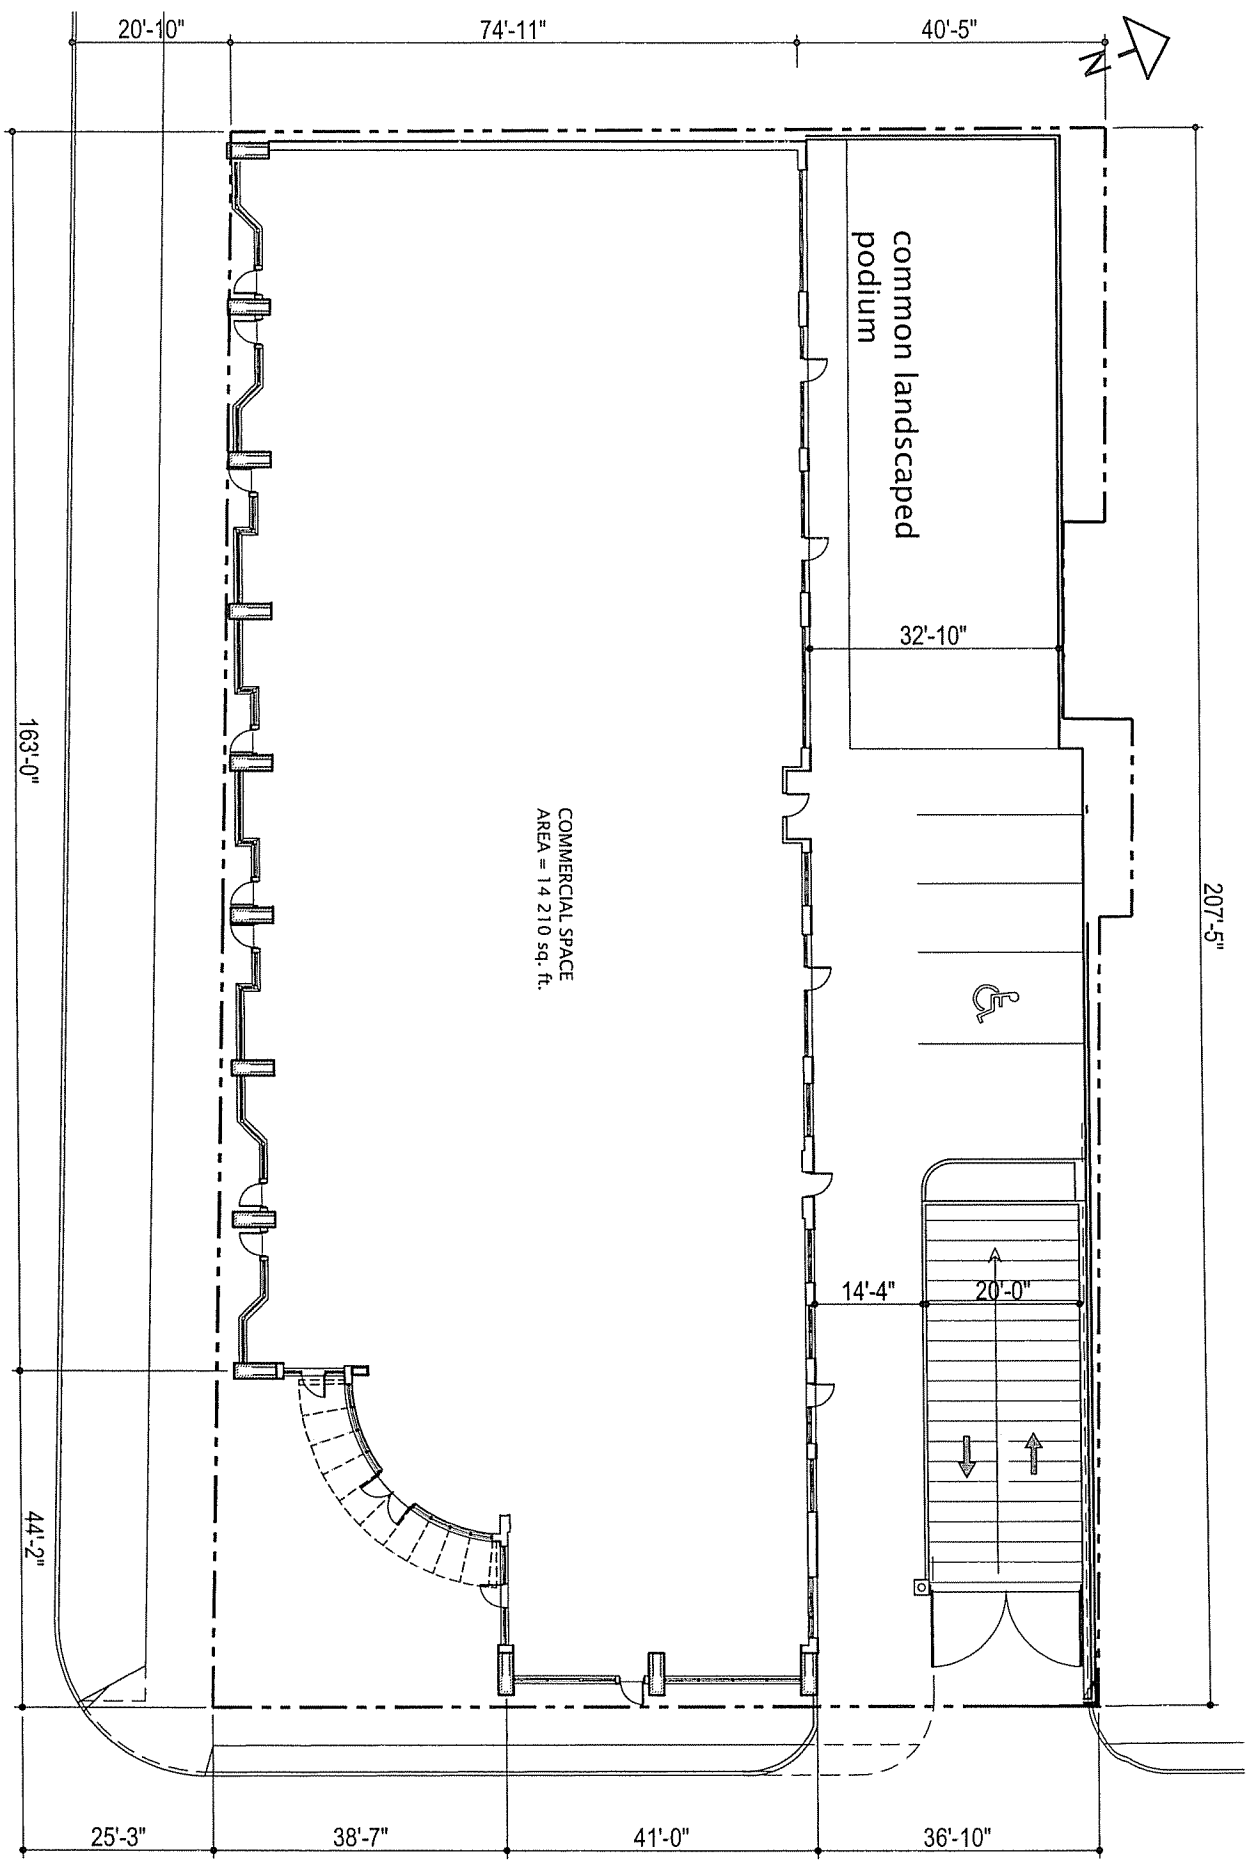 20'-10"
74'-11"
40'-5"
N
common landscaped
podium
32'-10"
163'-0"
207'-5"
COMMERCIAL SPACE
AREA = 14 210 sq. ft.
14'-4"
20'-0"
44'-2"
25'-3"
38'-7"
41'-0"
36'-10"